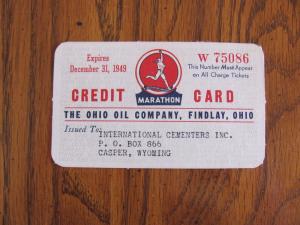 Expires
December 31, 1949
W 75086
This Number Must Appear
on All Charge Tickets
MARATHON
CREDIT CARD
THE OHIO OIL COMPANY, FINDLAY, OHIO
Issued To:
INTERNATIONAL CEMENTERS INC.
P. O. BOX 866
CASPER, WYOMING